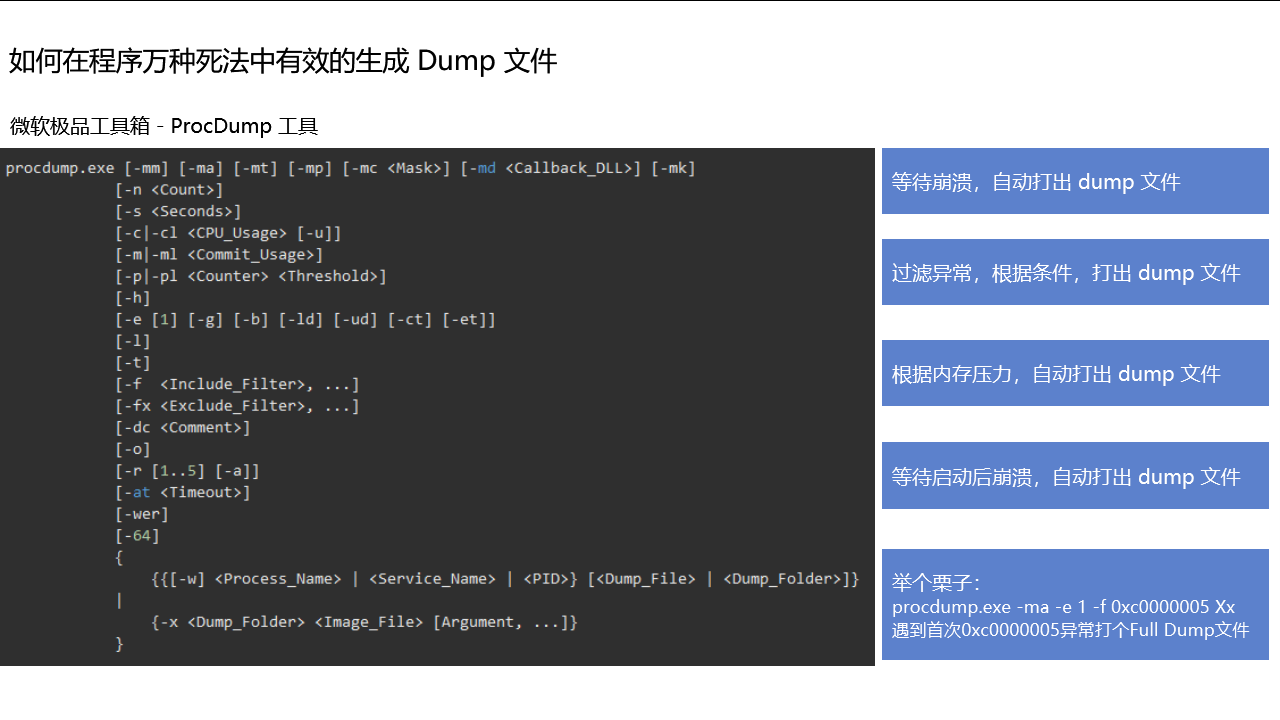 如何在程序万种死法中有效的生成 Dump 文件
微软极品工具箱 - ProcDump 工具
procdump.exe [-mm] [-ma] [-mt] [-mp] [-mc <Mask>] [-md <Callback_DLL>] [-mk]
[-n <Count>]
[-s <Seconds>]
[-c|-cl <CPU_Usage> [-u]]
[-m|-ml <Commit_Usage>]
[-p|-pl <Counter> <Threshold>]
[-h]
[-e [1] [-g] [-b] [-ld] [-ud] [-ct] [-et]]
[-l]
[-t]
[-f  <Include_Filter>, ...]
[-fx <Exclude_Filter>, ...]
[-dc <Comment>]
[-o]
[-r [1..5] [-a]]
[-at <Timeout>]
[-wer]
[-64]
{
{{[-w] <Process_Name> | <Service_Name> | <PID>} [<Dump_File> | <Dump_Folder>]}
|
{-x <Dump_Folder> <Image_File> [Argument, ...]}
}
等待崩溃，自动打出 dump 文件
过滤异常，根据条件，打出 dump 文件
根据内存压力，自动打出 dump 文件
等待启动后崩溃，自动打出 dump 文件
举个栗子：
procdump.exe -ma -e 1 -f 0xc0000005 Xx
遇到首次0xc0000005异常打个Full Dump文件